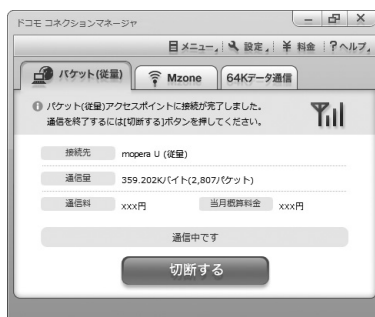 ドコモ コネクションマネージャ
メニュー 設定 ¥ 料金 ?ヘルプ
パケット(従量) Mzone 64Kデータ通信
パケット(従量)アクセスポイントに接続が完了しました。
通信を終了するには[切断する]ボタンを押してください。
接続先 mopera U (従量)
通信量 359.202Kバイト(2,807パケット)
通信料 xxx円 当月概算料金 xxx円
通信中です
切断する